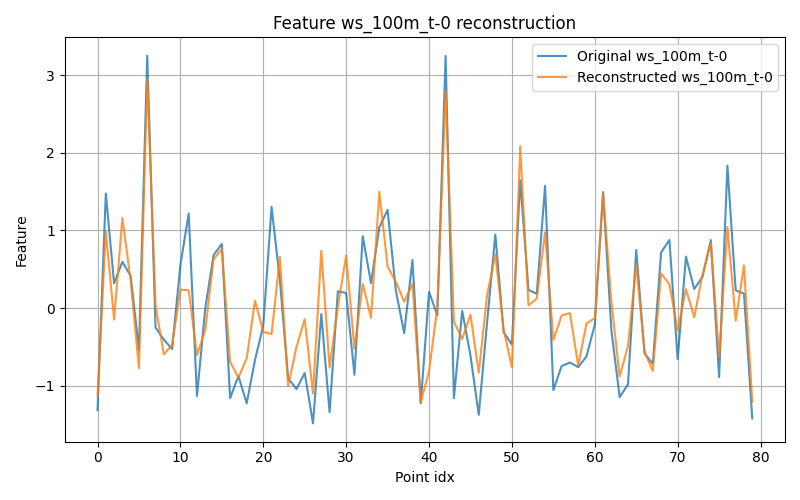 Feature ws_100m_t-0 reconstruction
Original ws_100m_t-0
Reconstructed ws_100m_t-0
Feature
3
2
1
0
−1
0 10 20 30 40 50 60 70 80
Point idx